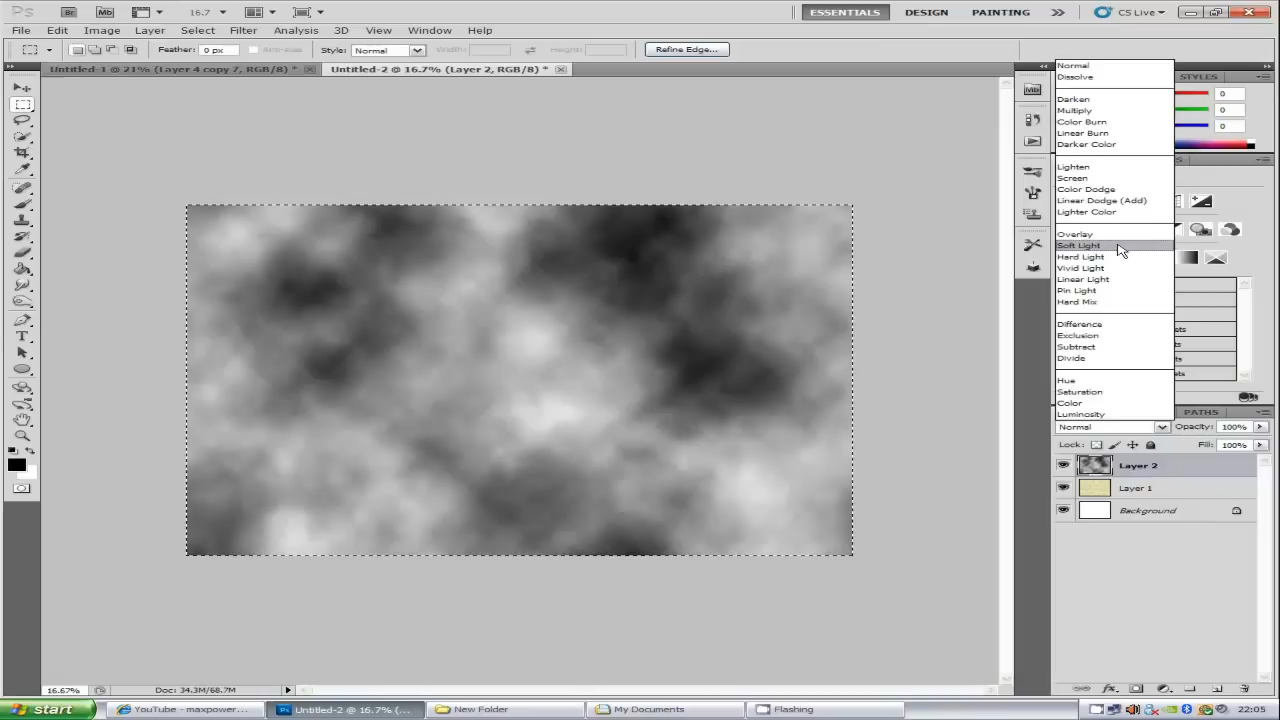 Ps Br Mb 16.7 ESSENTIALS DESIGN PAINTING CS Live
File Edit Image Layer Select Filter Analysis 3D View Window Help
Feather: 0 px Anti-alias Style: Normal Width: Height: Refine Edge...
Untitled-1 @ 21% (Layer 4 copy 7, RGB/8) * Untitled-2 @ 16.7% (Layer 2, RGB/8) *
Normal
Dissolve
STYLES
Darken
0
Multiply
0
Color Burn
0
Linear Burn
Darker Color
Lighten
Screen
Color Dodge
Linear Dodge (Add)
Lighter Color
Overlay
Soft Light
Hard Light
Vivid Light
Linear Light
Pin Light
Hard Mix
Difference
Exclusion
Subtract
Divide
Hue
Saturation
Color
Luminosity
PATHS
Normal Opacity: 100%
Lock: Fill: 100%
Layer 2
Layer 1
Background
16.67% Doc: 34.3M/68.7M
start YouTube - maxpower... Untitled-2 @ 16.7% (... New Folder My Documents Flashing 22:05